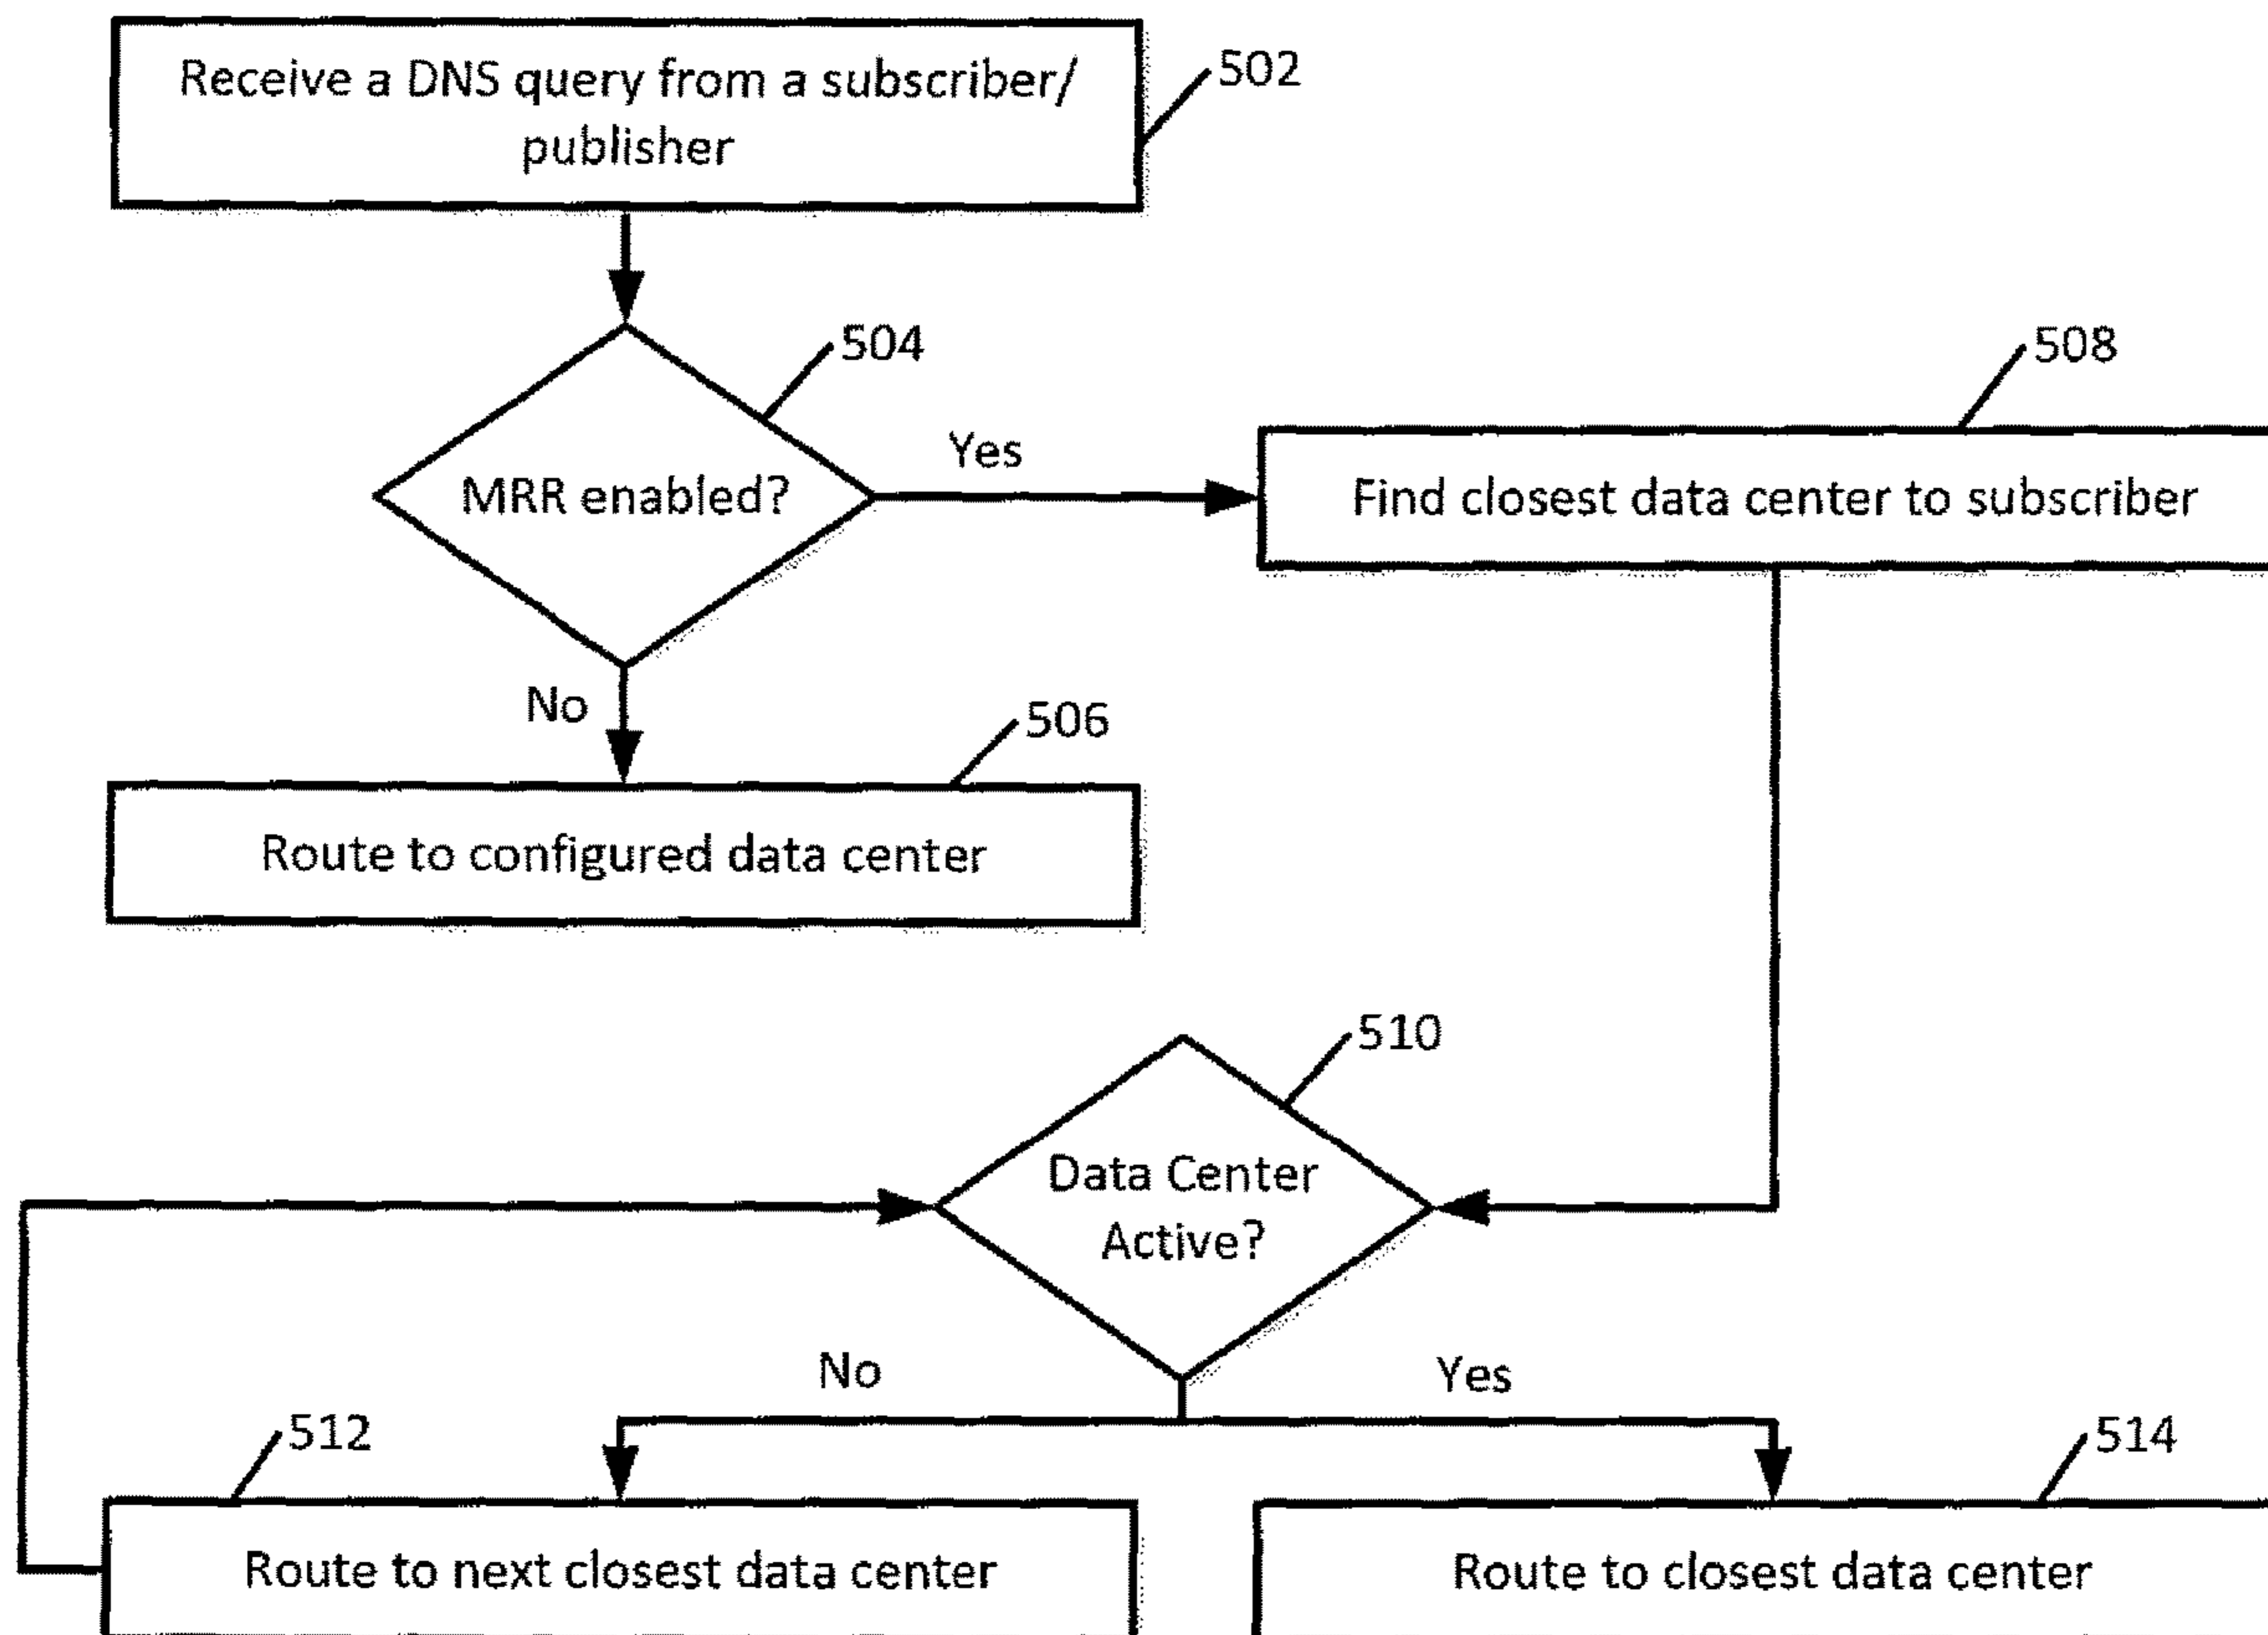 Receive a DNS query from a subscriber/
publisher
502
504
MRR enabled?
Yes
508
Find closest data center to subscriber
No
506
Route to configured data center
510
Data Center
Active?
No
Yes
512
Route to next closest data center
514
Route to closest data center